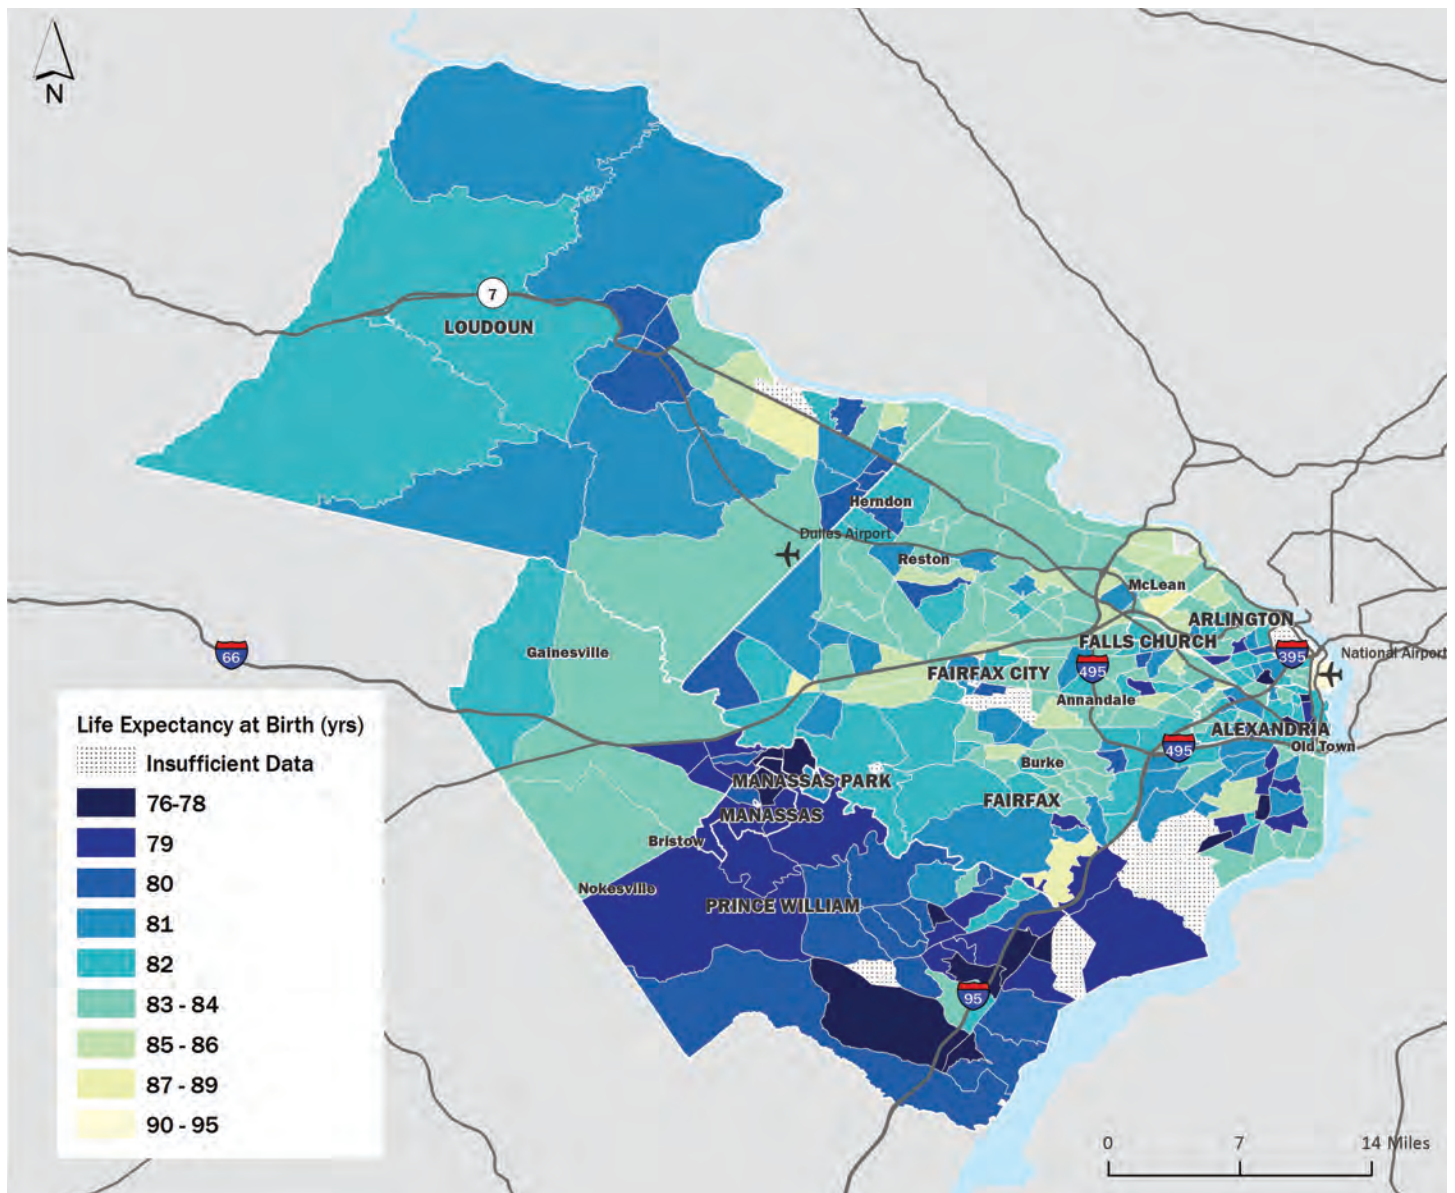 N
7
LOUDOUN
Herndon
Dulles Airport
Reston
McLean
ARLINGTON
FALLS CHURCH
66
Gainesville
395
National Airport
FAIRFAX CITY
495
Annandale
ALEXANDRIA
Old Town
495
Burke
MANASSAS PARK
FAIRFAX
MANASSAS
Bristow
Nokesville
PRINCE WILLIAM
95
Life Expectancy at Birth (yrs)
Insufficient Data
76-78
79
80
81
82
83 - 84
85 - 86
87 - 89
90 - 95
0 7 14 Miles